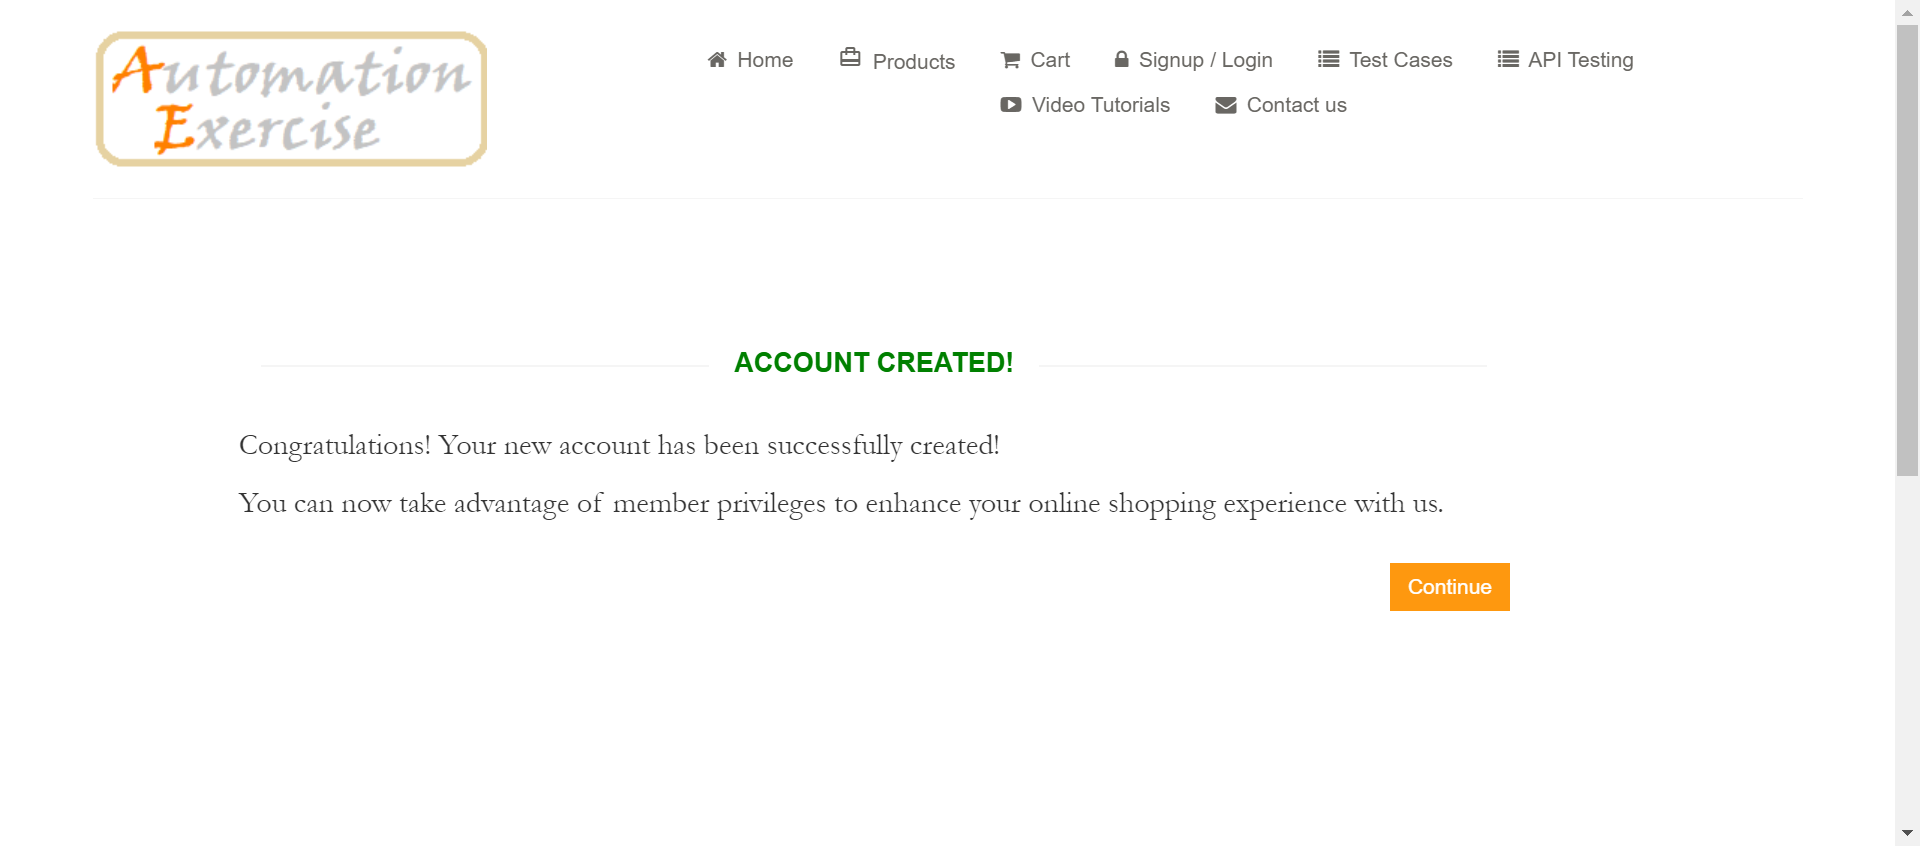 Automation
Exercise
Home
Products
Cart
Signup / Login
Test Cases
API Testing
Video Tutorials
Contact us
ACCOUNT CREATED!
Congratulations! Your new account has been successfully created!
You can now take advantage of member privileges to enhance your online shopping experience with us.
Continue